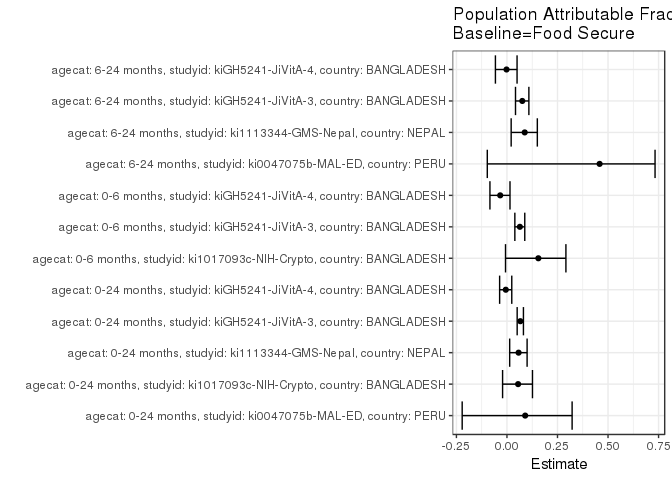 Population Attributable Frac
Baseline=Food Secure
agecat: 6-24 months, studyid: kiGH5241-JiVitA-4, country: BANGLADESH
agecat: 6-24 months, studyid: kiGH5241-JiVitA-3, country: BANGLADESH
agecat: 6-24 months, studyid: ki1113344-GMS-Nepal, country: NEPAL
agecat: 6-24 months, studyid: ki0047075b-MAL-ED, country: PERU
agecat: 0-6 months, studyid: kiGH5241-JiVitA-4, country: BANGLADESH
agecat: 0-6 months, studyid: kiGH5241-JiVitA-3, country: BANGLADESH
agecat: 0-6 months, studyid: ki1017093c-NIH-Crypto, country: BANGLADESH
agecat: 0-24 months, studyid: kiGH5241-JiVitA-4, country: BANGLADESH
agecat: 0-24 months, studyid: kiGH5241-JiVitA-3, country: BANGLADESH
agecat: 0-24 months, studyid: ki1113344-GMS-Nepal, country: NEPAL
agecat: 0-24 months, studyid: ki1017093c-NIH-Crypto, country: BANGLADESH
agecat: 0-24 months, studyid: ki0047075b-MAL-ED, country: PERU
-0.25 0.00 0.25 0.50 0.75
Estimate